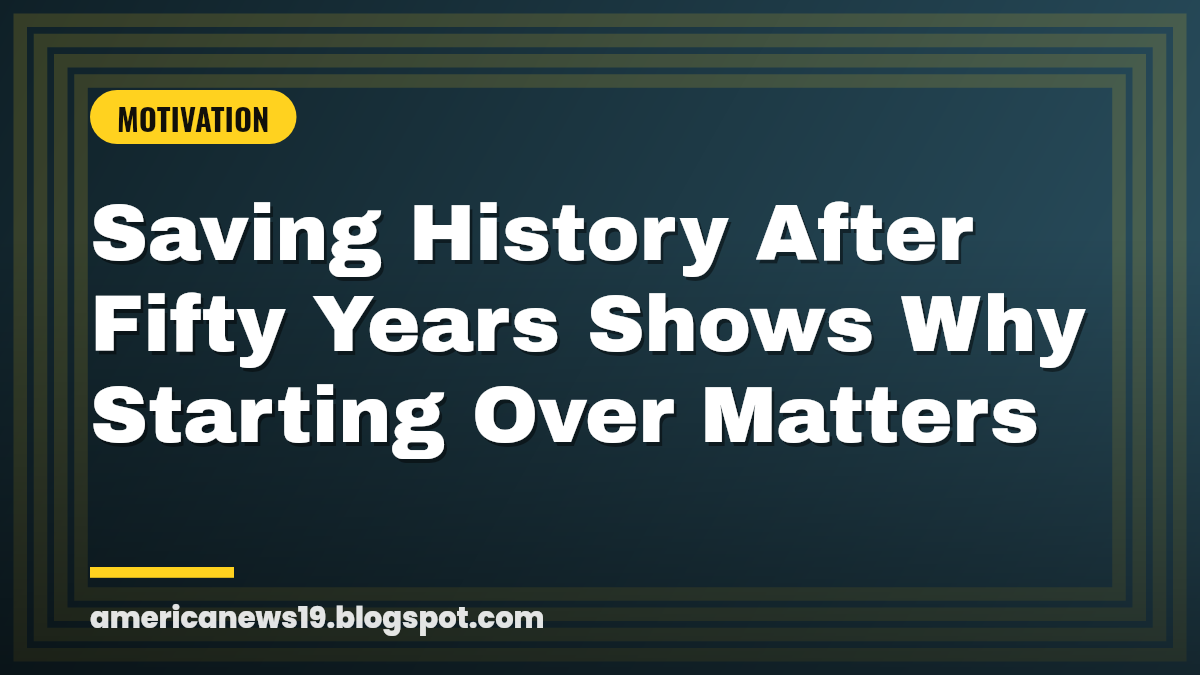 MOTIVATION
Saving History After
Fifty Years Shows Why
Starting Over Matters
americanews19.blogspot.com